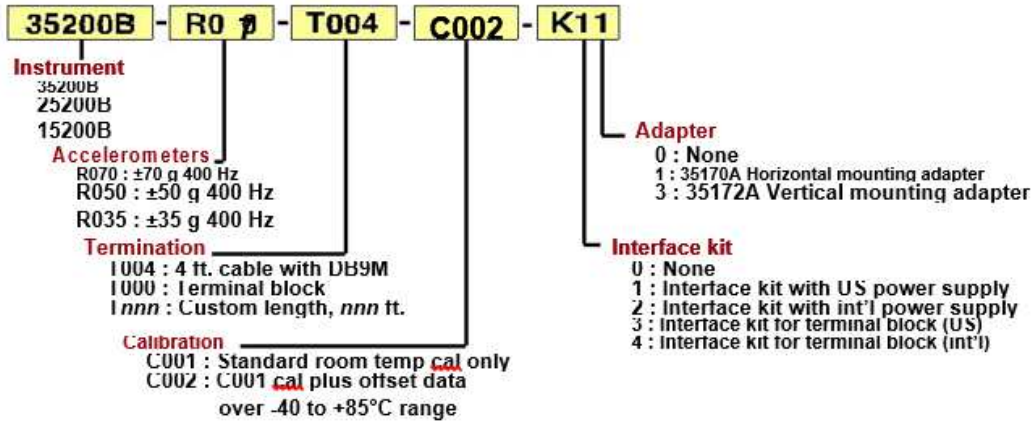 35200B - R0 - T004 - C002 - K11
Instrument
35200B
25200B
15200B
Accelerometers
R070 : ±70 g 400 Hz
R050 : ±50 g 400 Hz
R035 : ±35 g 400 Hz
Termination
T004 : 4 ft. cable with DB9M
T000 : Terminal block
Tnnn : Custom length, nnn ft.
Calibration
C001 : Standard room temp cal only
C002 : C001 cal plus offset data
over -40 to +85°C range
Adapter
0 : None
1 : 35170A Horizontal mounting adapter
3 : 35172A Vertical mounting adapter
Interface kit
0 : None
1 : Interface kit with US power supply
2 : Interface kit with int'l power supply
3 : Interface kit for terminal block (US)
4 : Interface kit for terminal block (int'l)